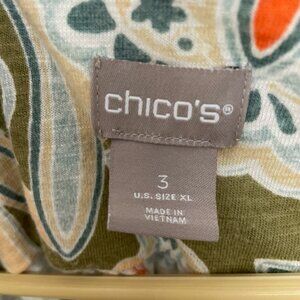 chico's®
3
U.S. SIZE/XL
MADE IN
VIETNAM